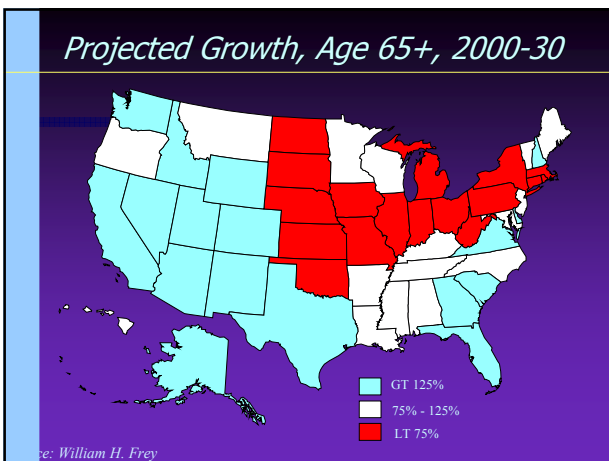 Projected Growth, Age 65+, 2000-30
GT 125%
75% - 125%
LT 75%
ce: William H. Frey